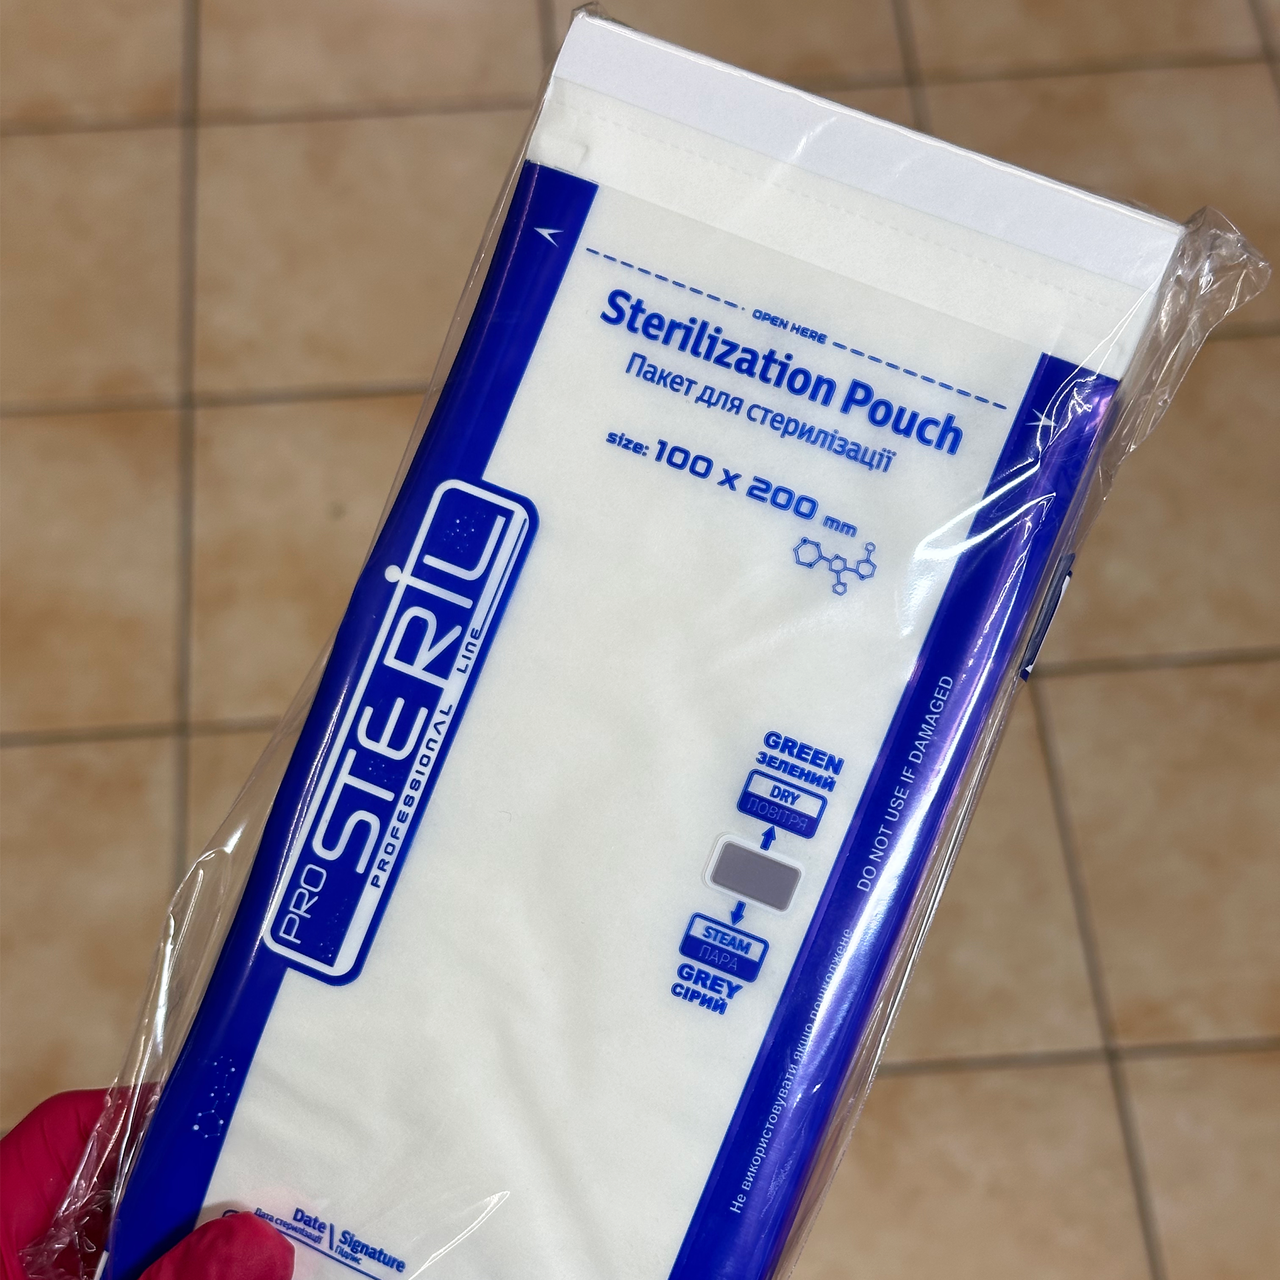 OPEN HERE
Sterilization Pouch
Пакет для стерилізації
size: 100 x 200 mm
PRO STERIL
PROFESSIONAL LINE
GREEN
ЗЕЛЕНИЙ
DRY
ПОВІТРЯ
STEAM
ПАРА
GREY
СІРИЙ
DO NOT USE IF DAMAGED
Не використовувати якщо пошкоджене
Date \ Signature
Дата стерилізації \ Підпис